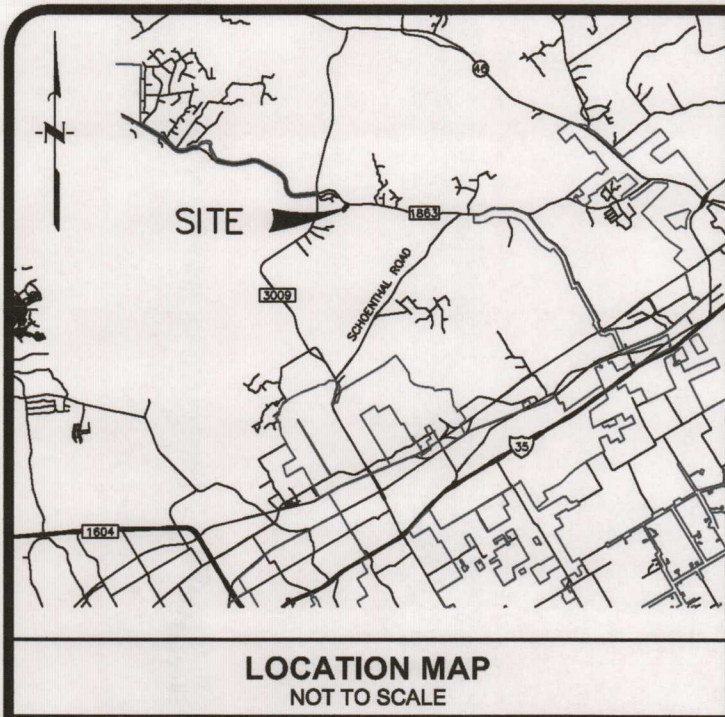 46
N
SITE
1863
3009
SCHOENTHAL ROAD
35
1604
LOCATION MAP
NOT TO SCALE